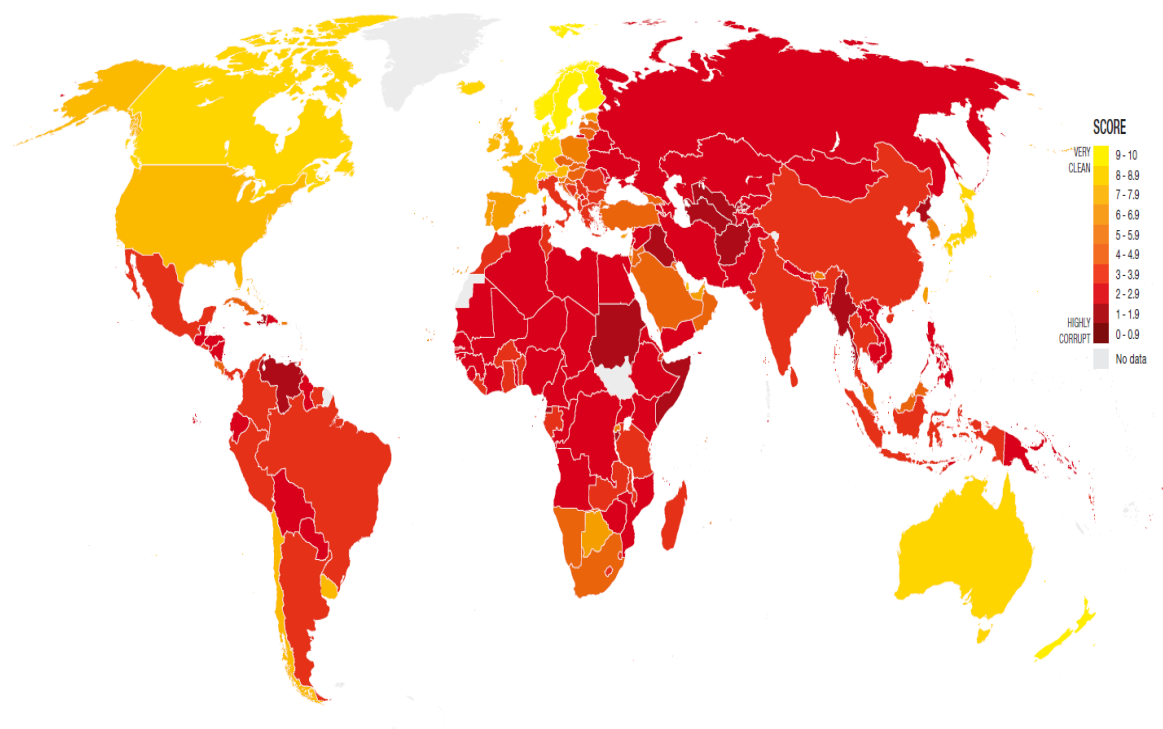 SCORE
VERY
CLEAN
9 - 10
8 - 8.9
7 - 7.9
6 - 6.9
5 - 5.9
4 - 4.9
3 - 3.9
2 - 2.9
1 - 1.9
HIGHLY
CORRUPT
0 - 0.9
No data